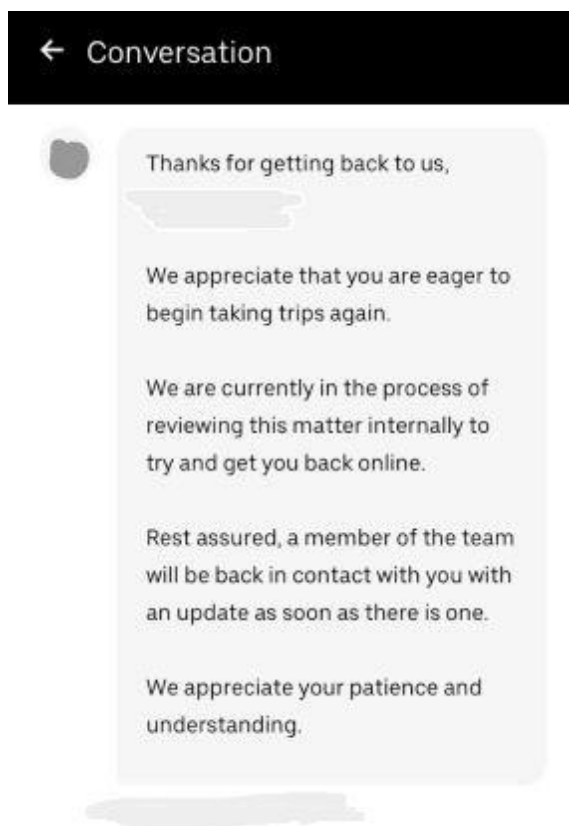 ← Conversation
Thanks for getting back to us,
We appreciate that you are eager to
begin taking trips again.
We are currently in the process of
reviewing this matter internally to
try and get you back online.
Rest assured, a member of the team
will be back in contact with you with
an update as soon as there is one.
We appreciate your patience and
understanding.